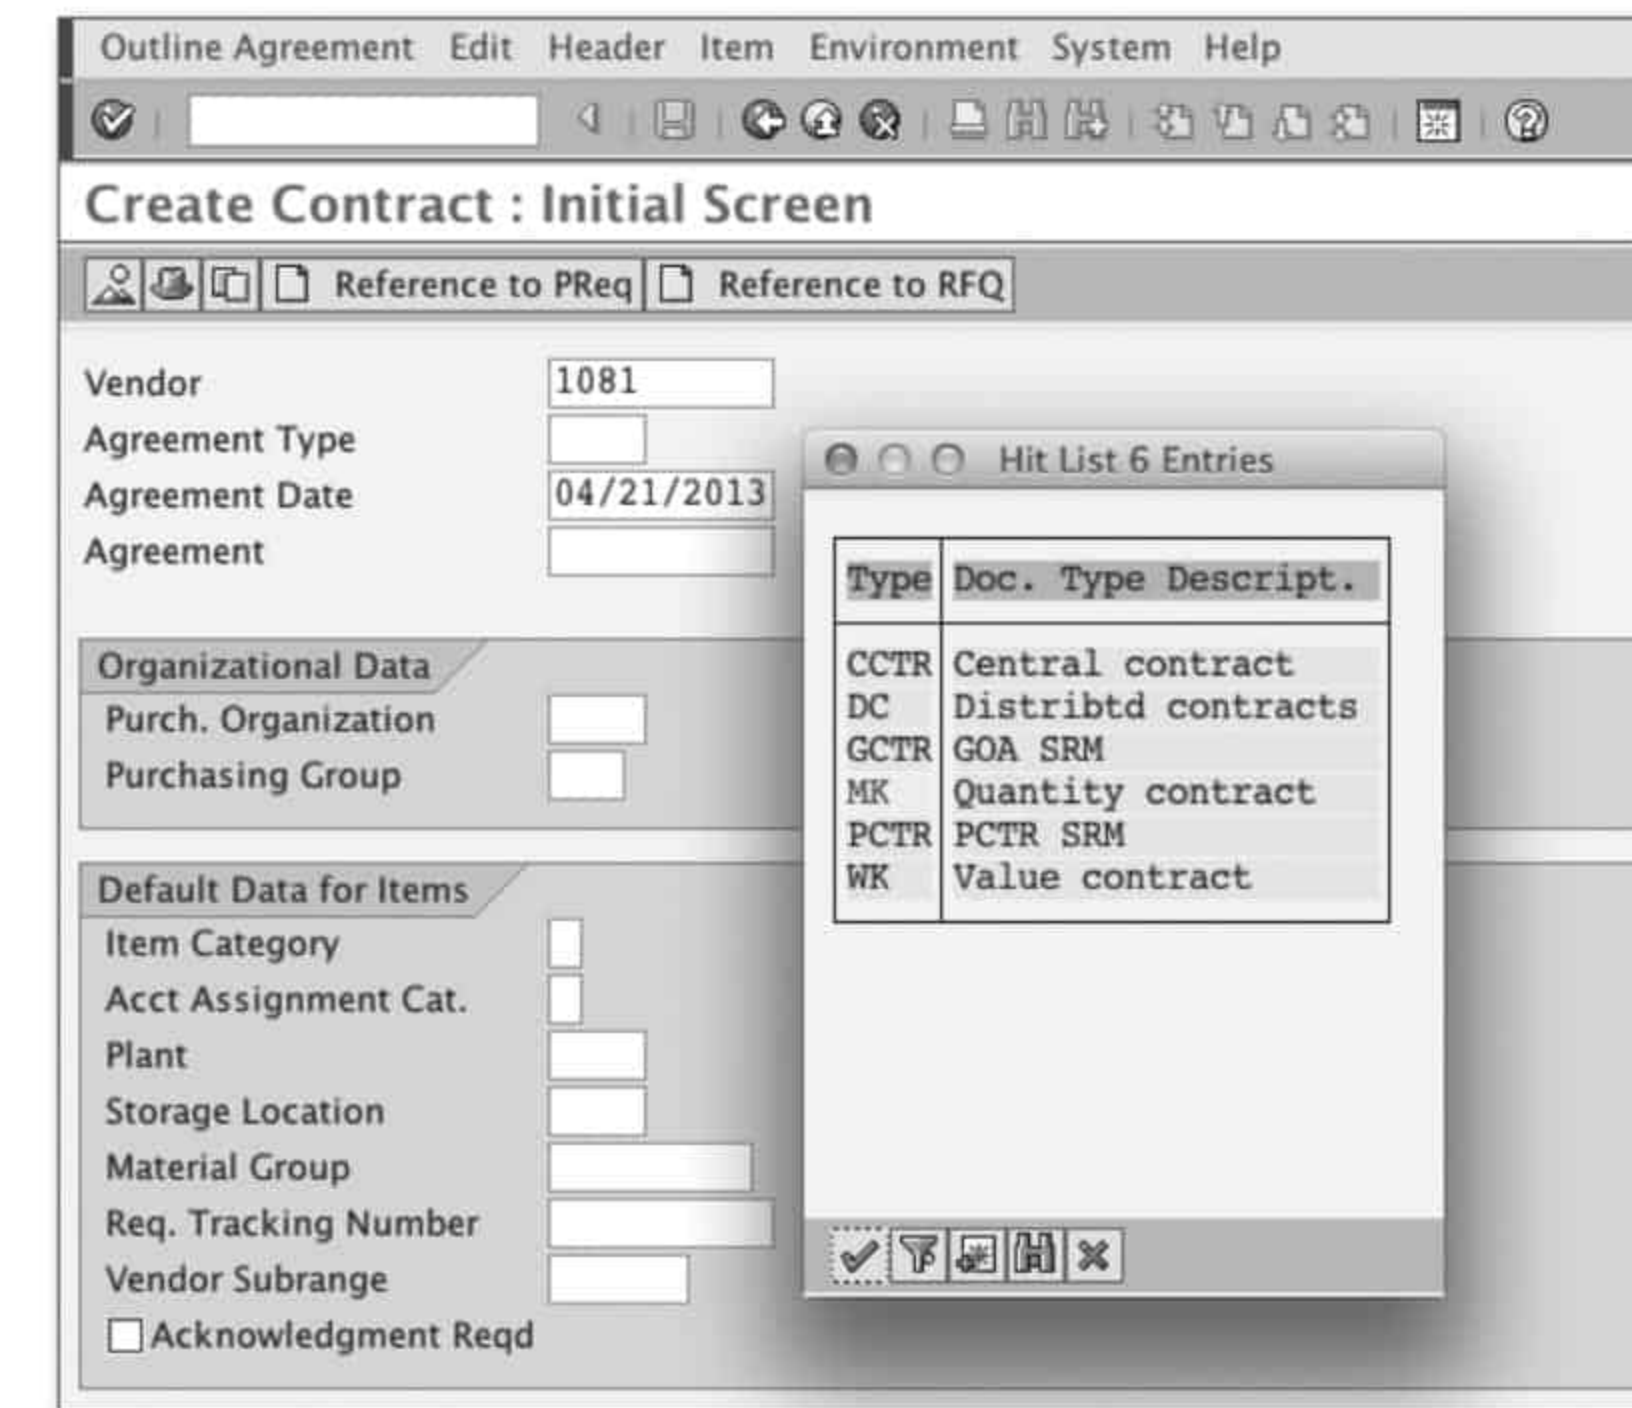 Outline Agreement Edit Header Item Environment System Help
Create Contract : Initial Screen
Reference to PReq Reference to RFQ
Vendor 1081
Agreement Type
Agreement Date 04/21/2013
Agreement
Organizational Data
Purch. Organization
Purchasing Group
Default Data for Items
Item Category
Acct Assignment Cat.
Plant
Storage Location
Material Group
Req. Tracking Number
Vendor Subrange
Acknowledgment Reqd
Hit List 6 Entries
Type Doc. Type Descript.
CCTR Central contract
DC Distribtd contracts
GCTR GOA SRM
MK Quantity contract
PCTR PCTR SRM
WK Value contract